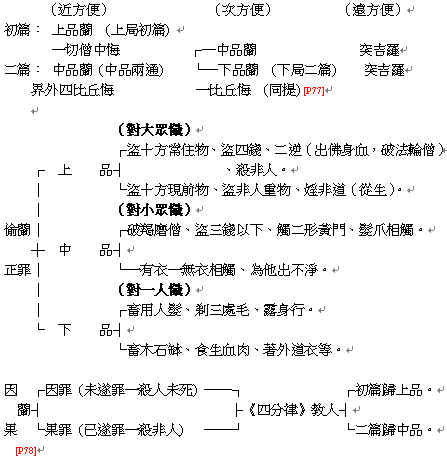 （近方便） （次方便） （遠方便）
初篇： 上品蘭 （上局初篇）
一切僧中悔 中品蘭 突吉羅
二篇： 中品蘭（中品兩通） 下品蘭 （下局二篇） 突吉羅
界外四比丘悔 一比丘悔 （同提）[P77]
（對大眾懺）
盜十方常住物、盜四錢、二逆（出佛身血，破法輪僧）
上品 、殺非人。
盜十方現前物、盜非人重物、婬非道（從生）。
（對小眾懺）
偷蘭 破羯磨僧、盜三錢以下、觸二形黃門、髮爪相觸。
中品
正罪 一有衣一無衣相觸、為他出不淨。
（對一人懺）
畜用人髮、剃三處毛、露身行。
下品
畜木石缽、食生血肉、著外道衣等。
因 因罪（未遂罪—殺人未死） 初篇歸上品。
蘭 《四分律》教人
果 果罪（已遂罪—殺非人） 二篇歸中品。
[P78]